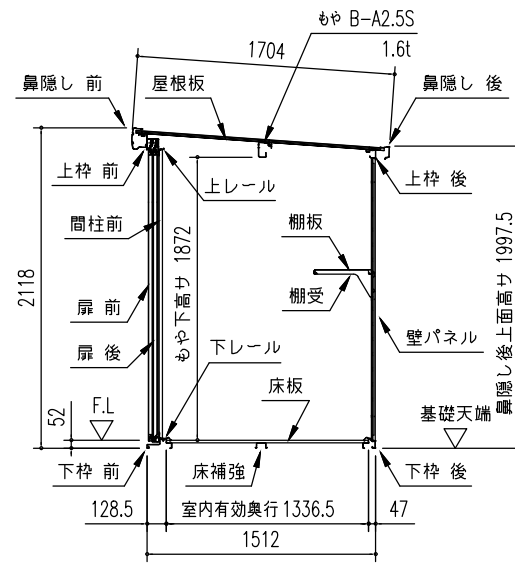 もや B-A2.5S
1704
1.6t
鼻隠し 前
屋根板
鼻隠し 後
上枠 前
上レール
上枠 後
間柱前
棚板
棚受
2118
もや下高サ 1872
扉 前
扉 後
壁パネル
鼻隠し後上面高サ 1997.5
下レール
床板
52
F.L
基礎天端
下枠 前
床補強
下枠 後
128.5
室内有効奥行 1336.5
47
1512